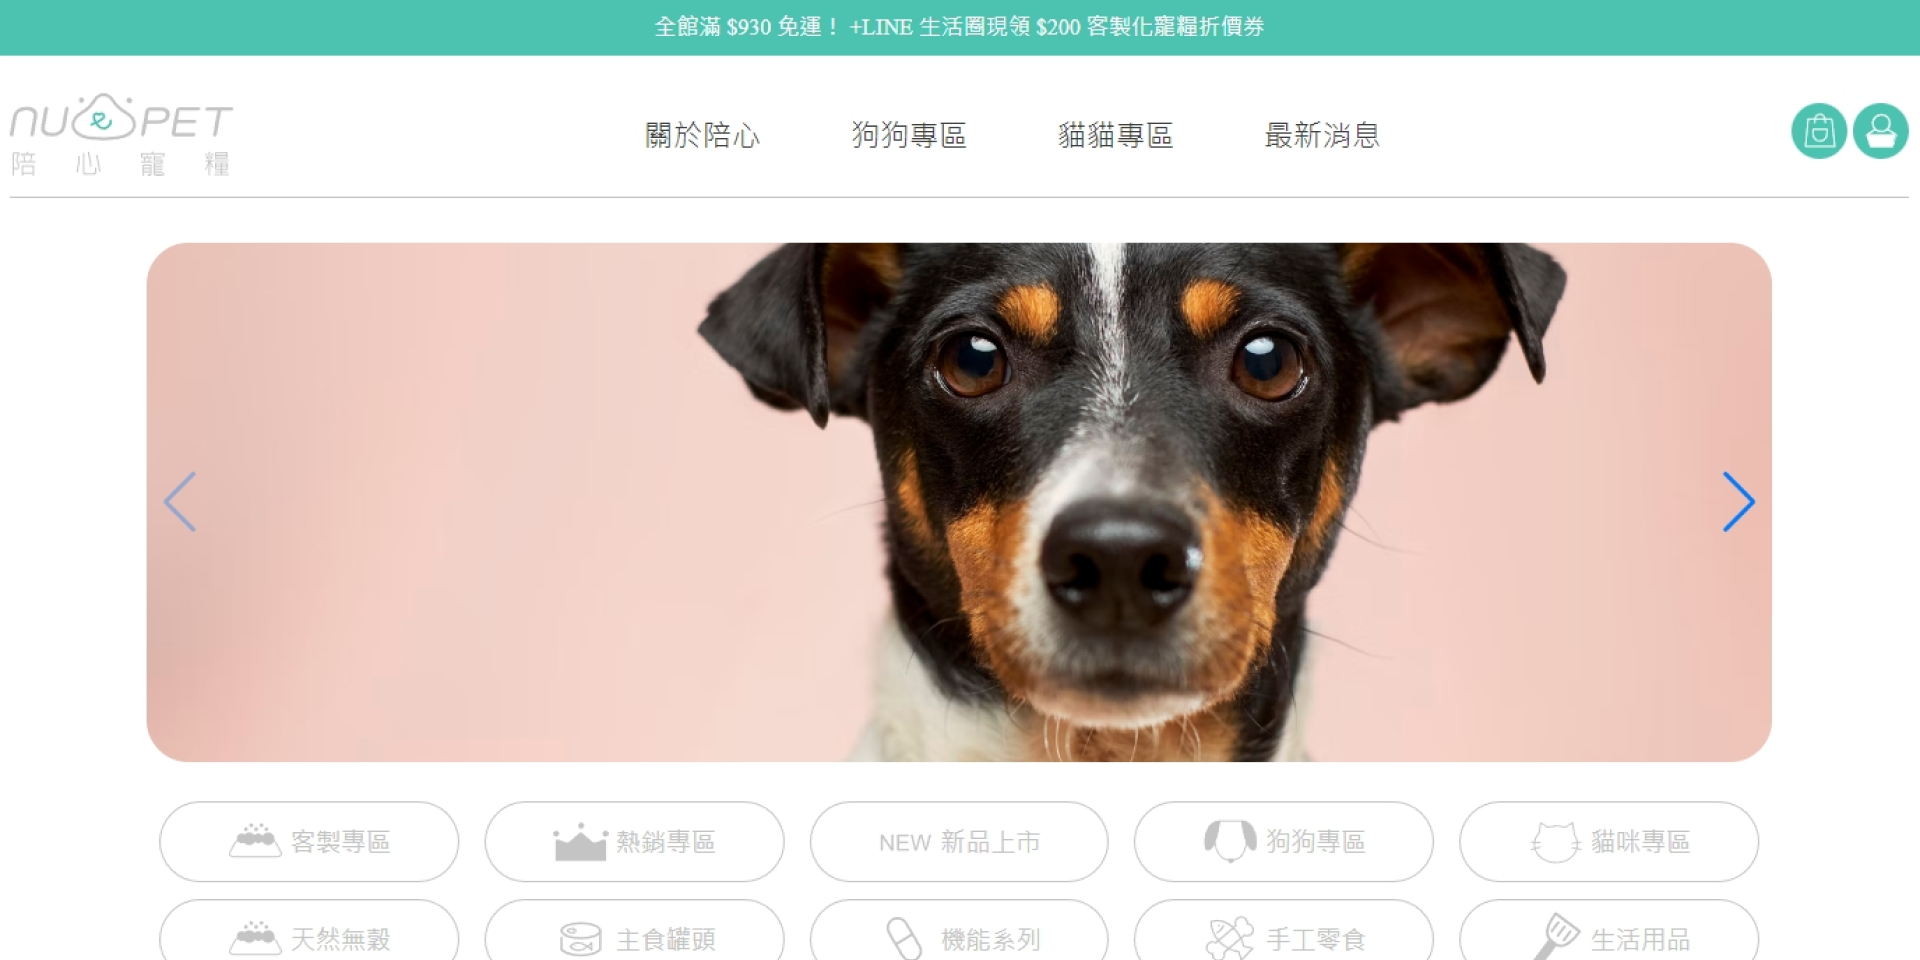 全館滿 $930 免運！ +LINE 生活圈現領 $200 客製化寵糧折價券
NU&PET
陪心寵糧
關於陪心 狗狗專區 貓貓專區 最新消息
客製專區 熱銷專區 NEW 新品上市 狗狗專區 貓咪專區
天然無穀 主食罐頭 機能系列 手工零食 生活用品